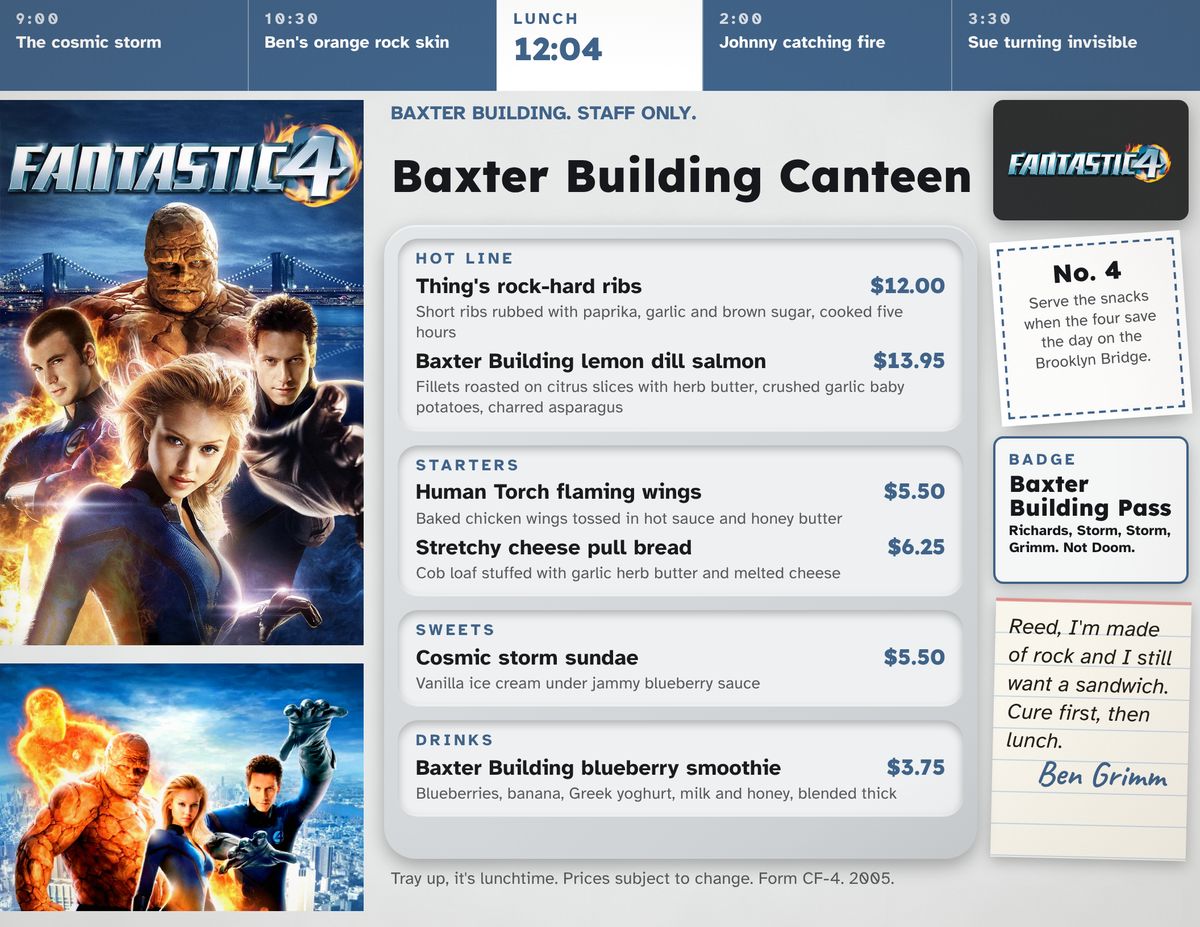 9:00
The cosmic storm
10:30
Ben's orange rock skin
LUNCH
12:04
2:00
Johnny catching fire
3:30
Sue turning invisible
FANTASTIC 4
BAXTER BUILDING. STAFF ONLY.
Baxter Building Canteen
HOT LINE
Thing's rock-hard ribs $12.00
Short ribs rubbed with paprika, garlic and brown sugar, cooked five
hours
Baxter Building lemon dill salmon $13.95
Fillets roasted on citrus slices with herb butter, crushed garlic baby
potatoes, charred asparagus
STARTERS
Human Torch flaming wings $5.50
Baked chicken wings tossed in hot sauce and honey butter
Stretchy cheese pull bread $6.25
Cob loaf stuffed with garlic herb butter and melted cheese
SWEETS
Cosmic storm sundae $5.50
Vanilla ice cream under jammy blueberry sauce
DRINKS
Baxter Building blueberry smoothie $3.75
Blueberries, banana, Greek yoghurt, milk and honey, blended thick
Tray up, it's lunchtime. Prices subject to change. Form CF-4. 2005.
FANTASTIC 4
No. 4
Serve the snacks
when the four save
the day on the
Brooklyn Bridge.
BADGE
Baxter
Building Pass
Richards, Storm, Storm,
Grimm. Not Doom.
Reed, I'm made
of rock and I still
want a sandwich.
Cure first, then
lunch.
Ben Grimm
4